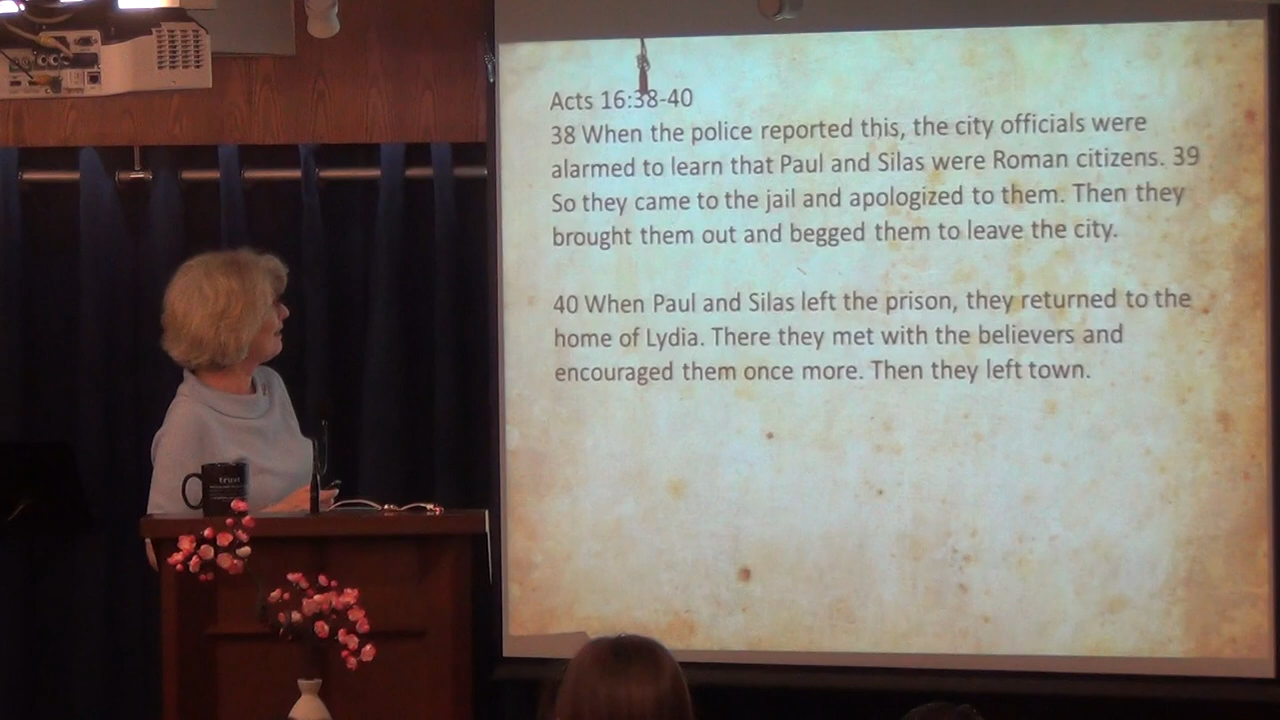 Acts 16:38-40
38 When the police reported this, the city officials were
alarmed to learn that Paul and Silas were Roman citizens. 39
So they came to the jail and apologized to them. Then they
brought them out and begged them to leave the city.
40 When Paul and Silas left the prison, they returned to the
home of Lydia. There they met with the believers and
encouraged them once more. Then they left town.
trust